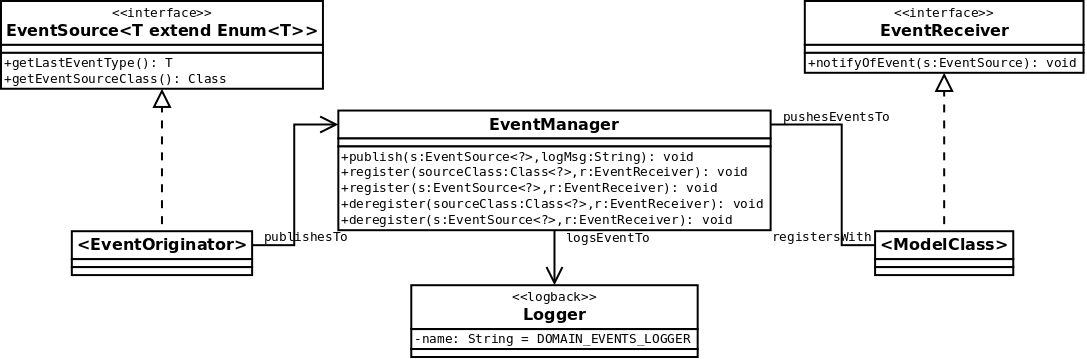 <<interface>>
EventSource<T extend Enum<T>>
+getLastEventType(): T
+getEventSourceClass(): Class
<<interface>>
EventReceiver
+notifyOfEvent(s:EventSource): void
EventManager
+publish(s:EventSource<?>,logMsg:String): void
+register(sourceClass:Class<?>,r:EventReceiver): void
+register(s:EventSource<?>,r:EventReceiver): void
+deregister(sourceClass:Class<?>,r:EventReceiver): void
+deregister(s:EventSource<?>,r:EventReceiver): void
pushesEventsTo
<EventOriginator>
publishesTo
logsEventTo
registersWith
<ModelClass>
<<logback>>
Logger
-name: String = DOMAIN_EVENTS_LOGGER